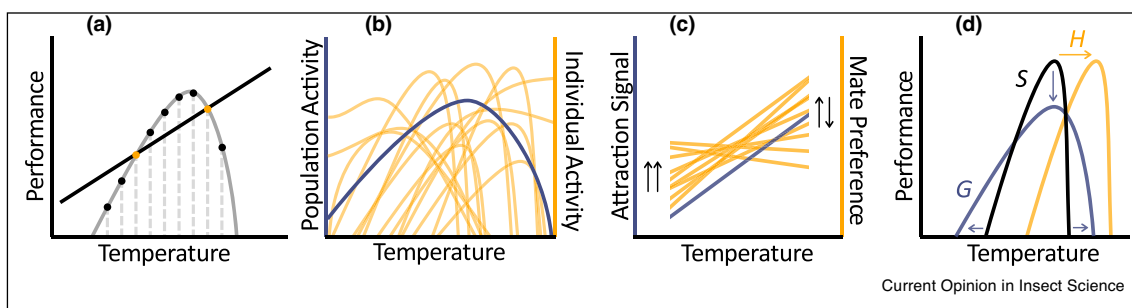 (a)
(b)
(c)
(d)
Performance
Temperature
Population Activity
Individual Activity
Temperature
Attraction Signal
↑↑
↑↓
Mate Preference
Temperature
Performance
H
S
G
Temperature
Current Opinion in Insect Science